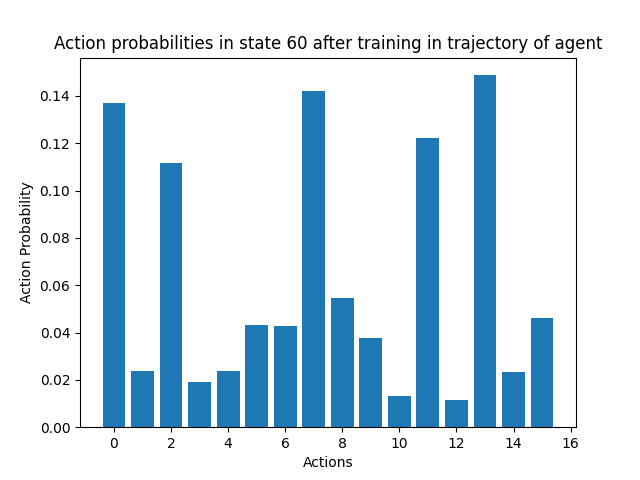 Action probabilities in state 60 after training in trajectory of agent
0.14
0.12
0.10
0.08
0.06
0.04
0.02
0.00
Action Probability
0 2 4 6 8 10 12 14 16
Actions